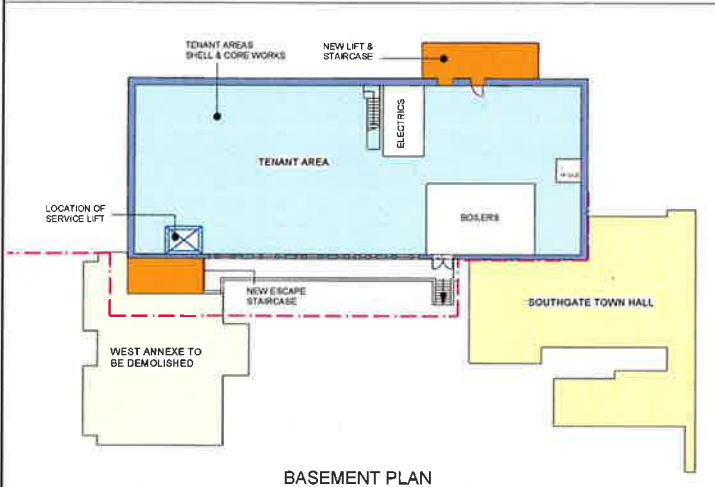 TENANT AREAS
SHELL & CORE WORKS
NEW LIFT &
STAIRCASE
ELECTRICS
TENANT AREA
LOCATION OF
SERVICE LIFT
BOILERS
NEW ESCAPE
STAIRCASE
SOUTHGATE TOWN HALL
WEST ANNEXE TO
BE DEMOLISHED
BASEMENT PLAN